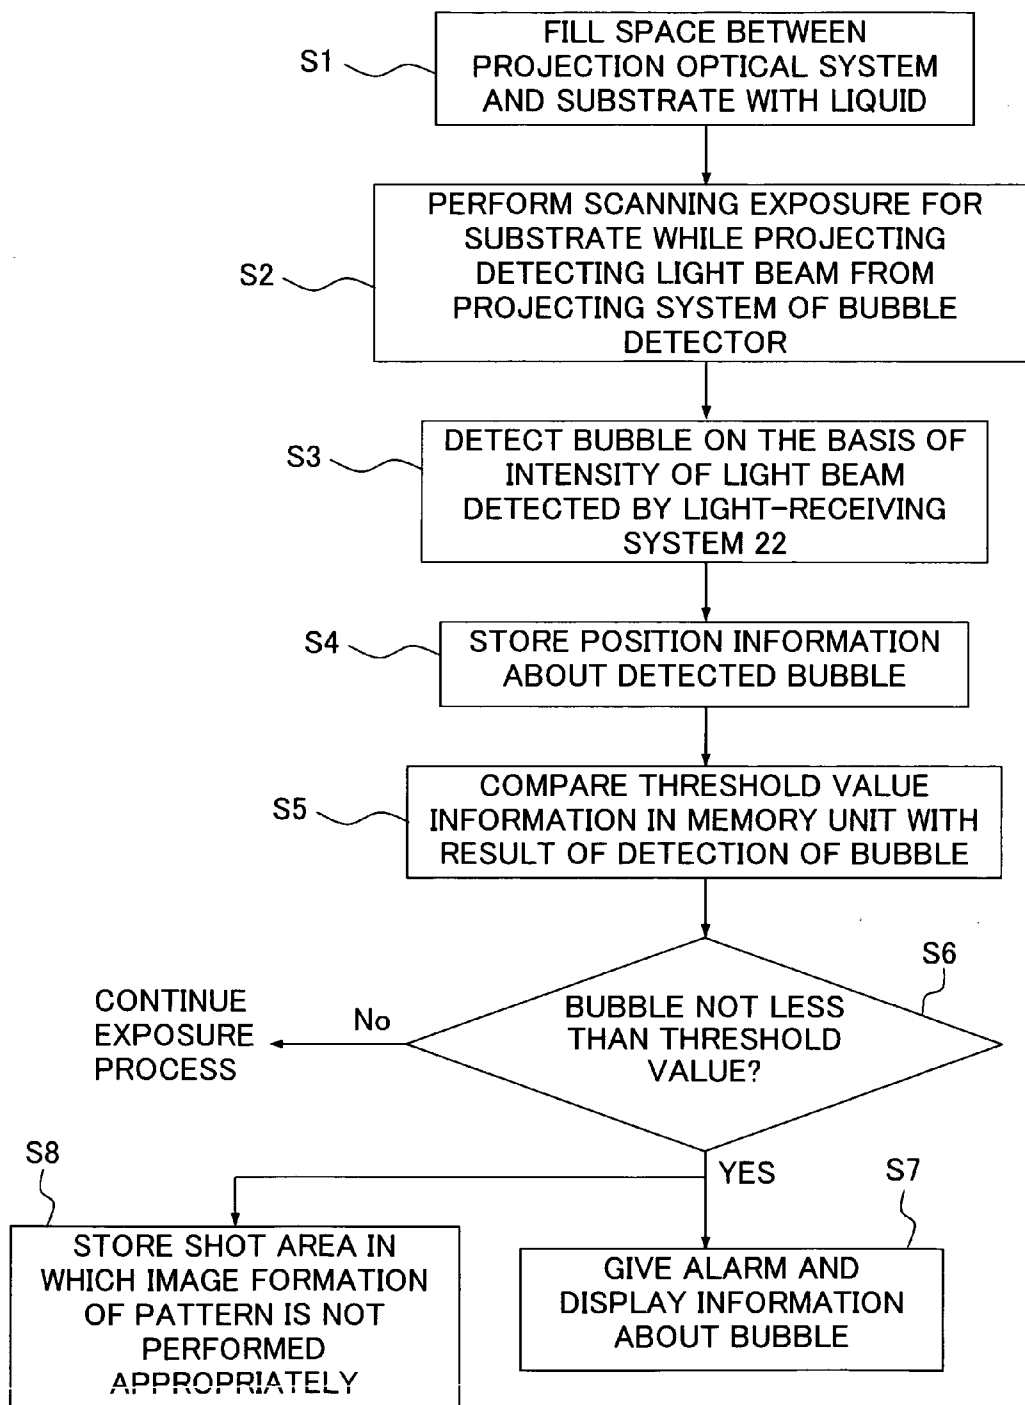 S1
FILL SPACE BETWEEN
PROJECTION OPTICAL SYSTEM
AND SUBSTRATE WITH LIQUID
S2
PERFORM SCANNING EXPOSURE FOR
SUBSTRATE WHILE PROJECTING
DETECTING LIGHT BEAM FROM
PROJECTING SYSTEM OF BUBBLE
DETECTOR
S3
DETECT BUBBLE ON THE BASIS OF
INTENSITY OF LIGHT BEAM
DETECTED BY LIGHT-RECEIVING
SYSTEM 22
S4
STORE POSITION INFORMATION
ABOUT DETECTED BUBBLE
S5
COMPARE THRESHOLD VALUE
INFORMATION IN MEMORY UNIT WITH
RESULT OF DETECTION OF BUBBLE
S6
BUBBLE NOT LESS
THAN THRESHOLD
VALUE?
No
CONTINUE
EXPOSURE
PROCESS
YES
S8
STORE SHOT AREA IN
WHICH IMAGE FORMATION
OF PATTERN IS NOT
PERFORMED
APPROPRIATELY
S7
GIVE ALARM AND
DISPLAY INFORMATION
ABOUT BUBBLE